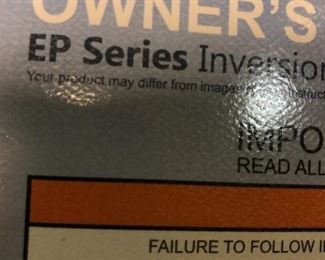 OWNER'S
EP Series Inversion
Your product may differ from images
IMPO
READ ALL
FAILURE TO FOLLOW